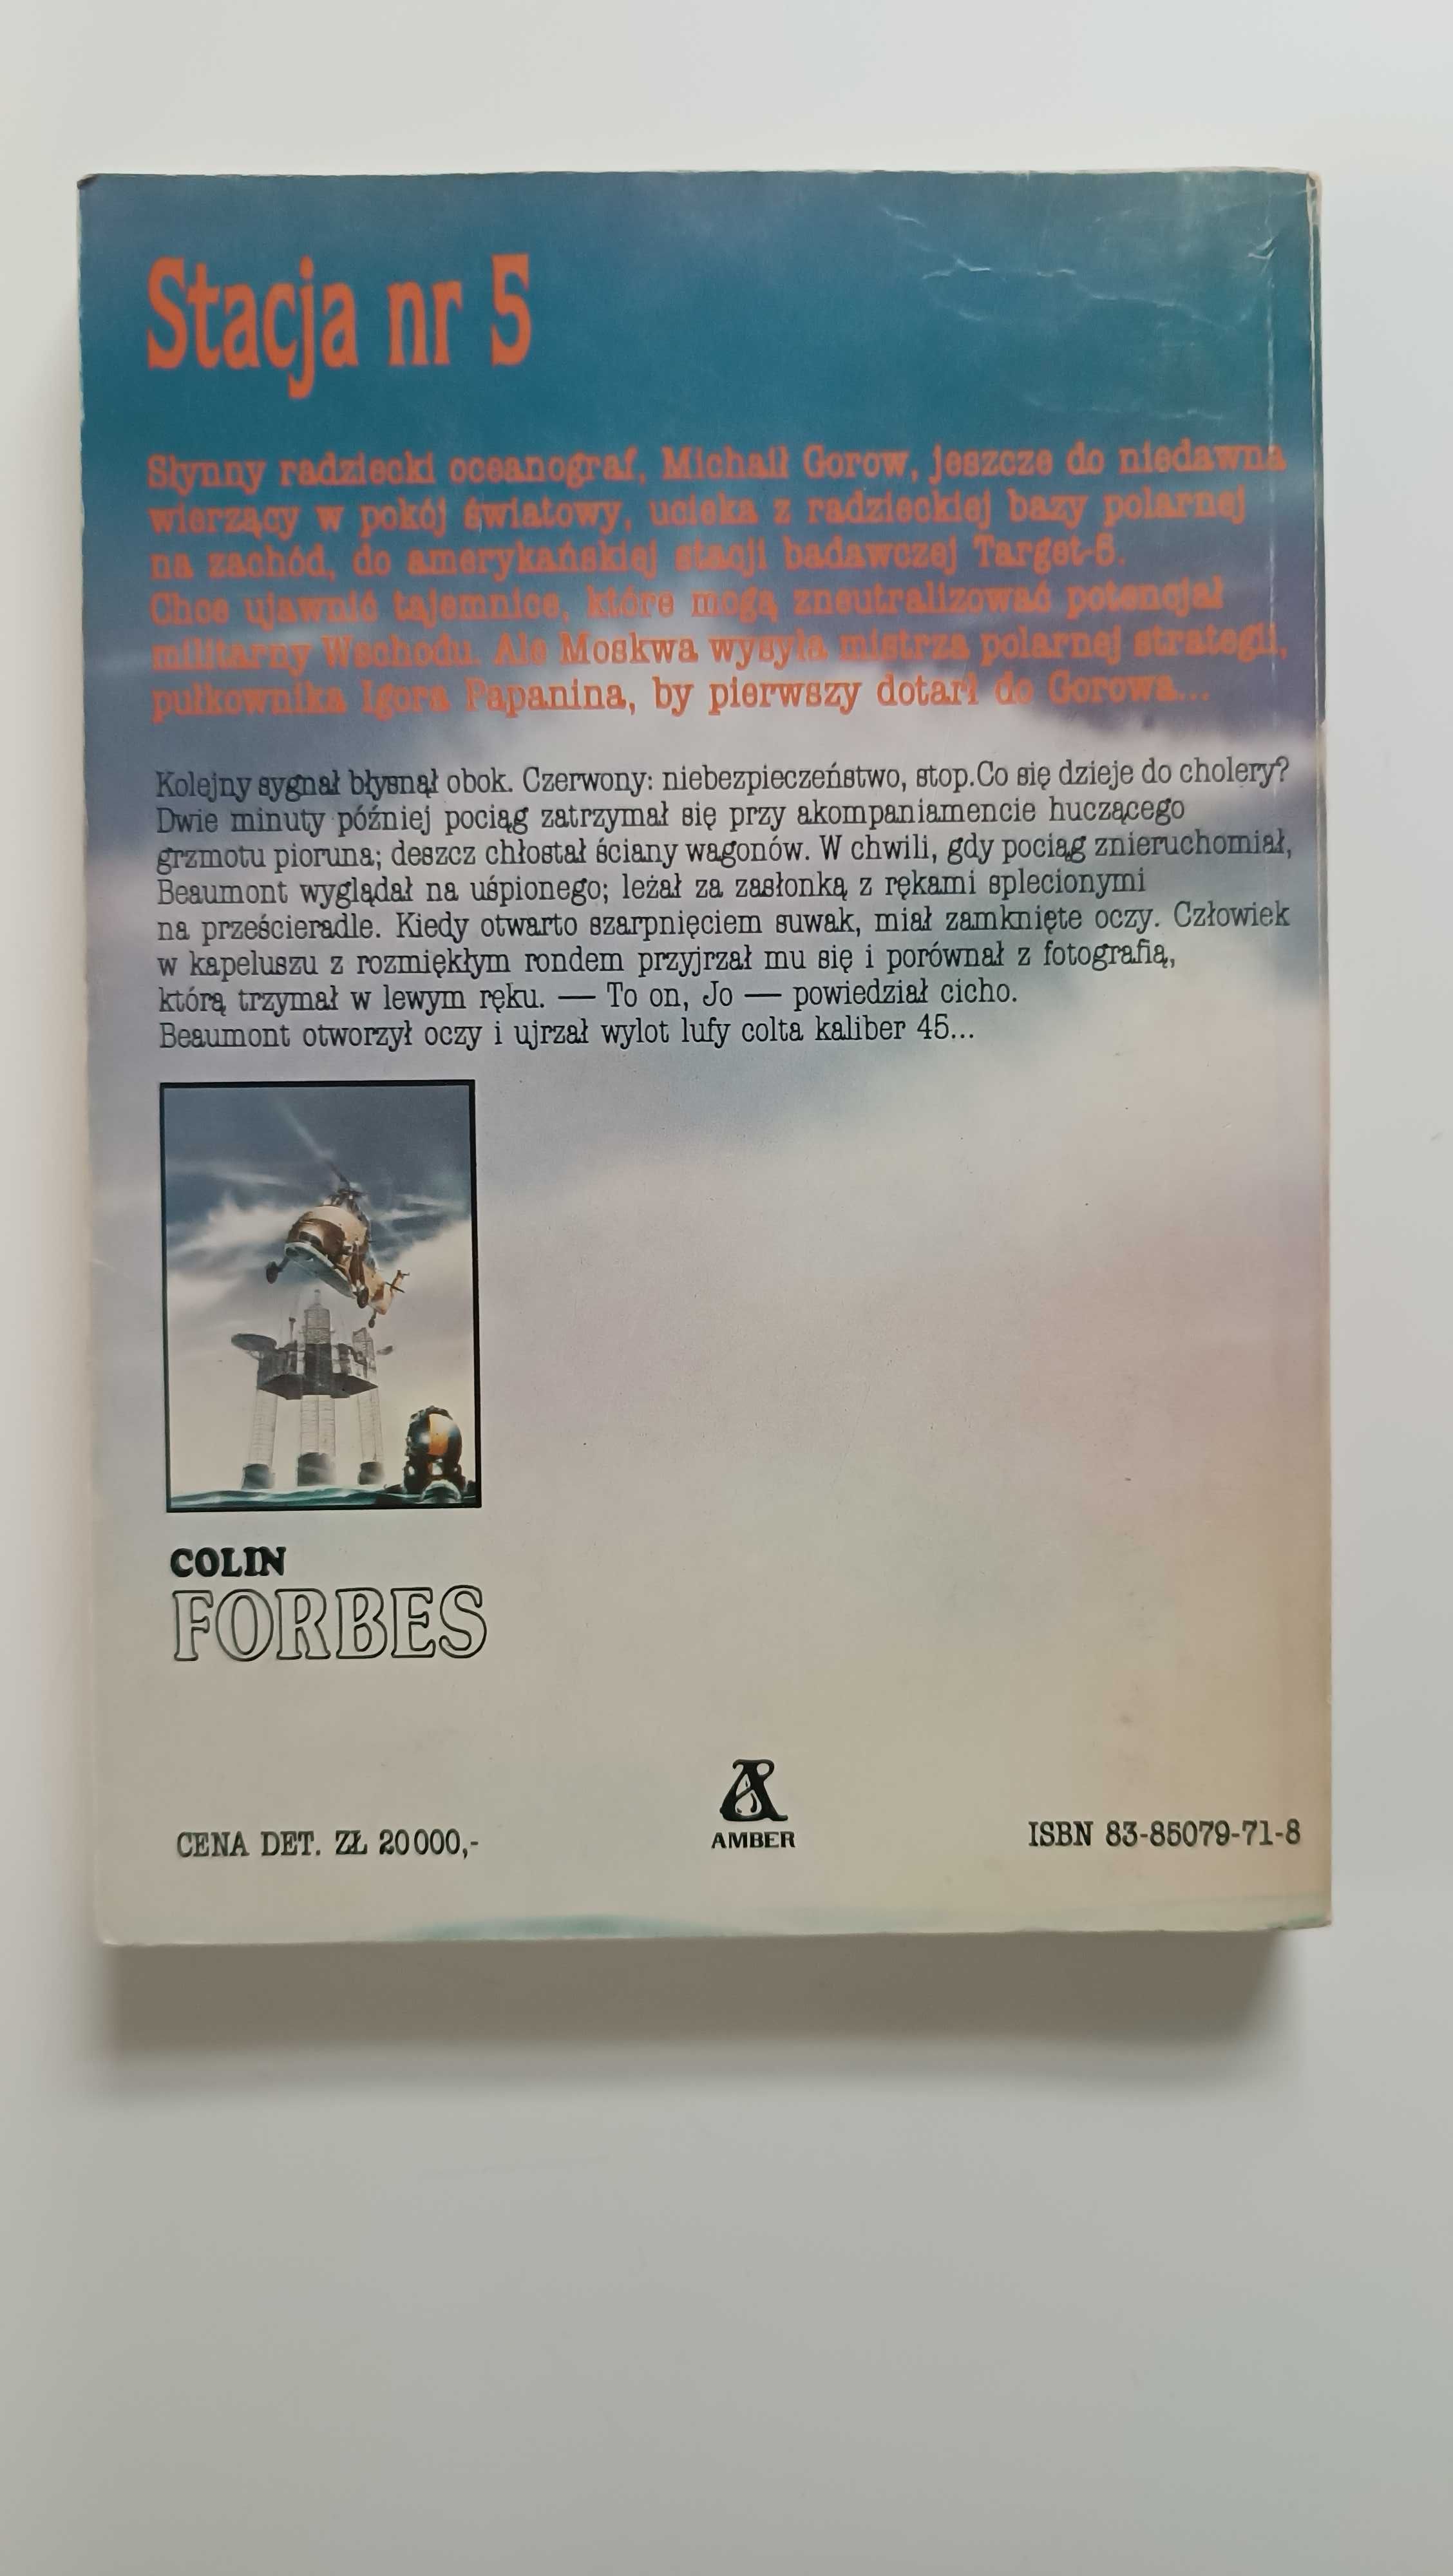 Stacja nr 5
Słynny radziecki oceanograf, Michaił Gorow, jeszcze do niedawna
wierzący w pokój światowy, ucieka z radzieckiej bazy polarnej
na zachód, do amerykańskiej stacji badawczej Target-5.
Chce ujawnić tajemnice, które mogą zneutralizować potencjał
militarny Wschodu. Ale Moskwa wysyła mistrza polarnej strategii,
pułkownika Igora Papanina, by pierwszy dotarł do Gorowa...
Kolejny sygnał błysnął obok. Czerwony: niebezpieczeństwo, stop.Co się dzieje do cholery?
Dwie minuty później pociąg zatrzymał się przy akompaniamencie huczącego
grzmotu pioruna; deszcz chłostał ściany wagonów. W chwili, gdy pociąg znieruchomiał,
Beaumont wyglądał na uśpionego; leżał za zasłonką z rękami splecionymi
na prześcieradle. Kiedy otwarto szarpnięciem suwak, miał zamknięte oczy. Człowiek
w kapeluszu z rozmiękłym rondem przyjrzał mu się i porównał z fotografią,
którą trzymał w lewym ręku. — To on, Jo — powiedział cicho.
Beaumont otworzył oczy i ujrzał wylot lufy colta kaliber 45...
COLIN
FORBES
CENA DET. ZŁ 20000,-
AMBER
ISBN 83-85079-71-8